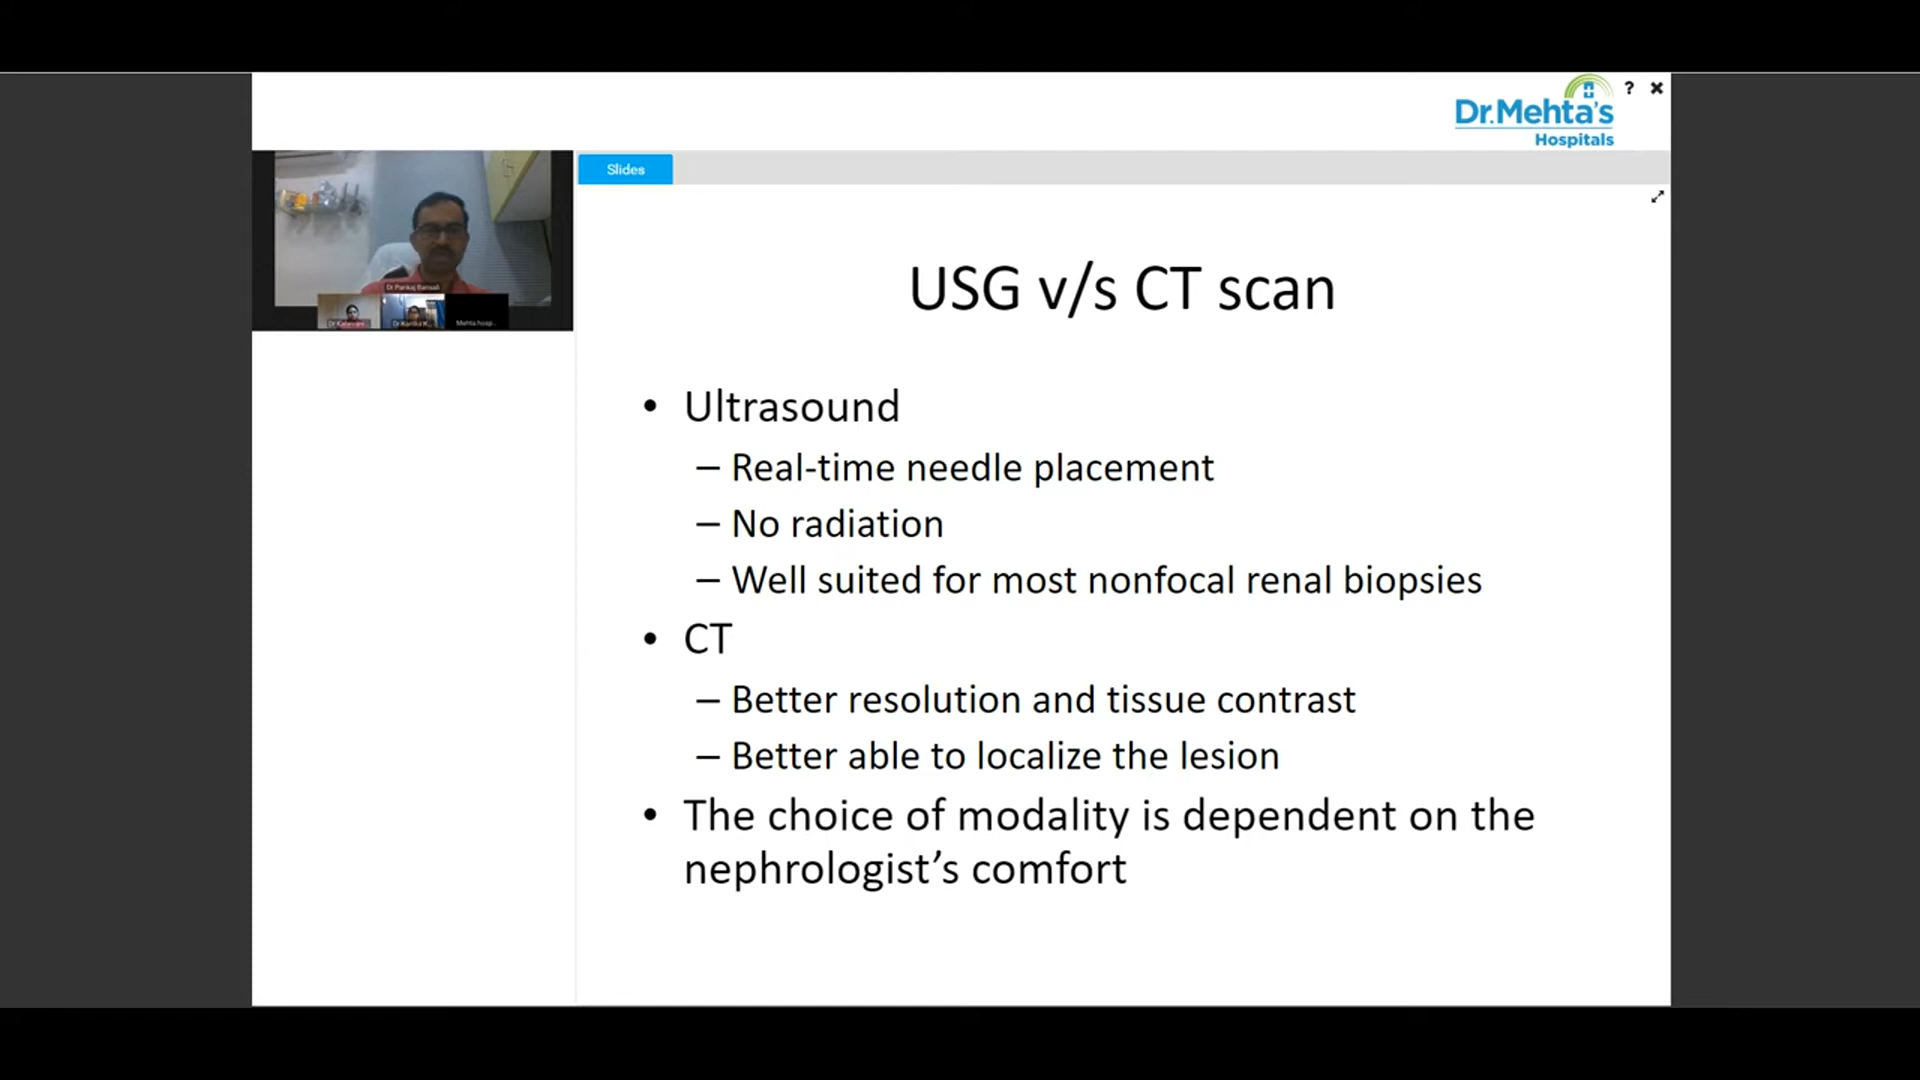 Dr.Mehta's
Hospitals
? ✖
Slides
Dr Pankaj Bansali
Dr Kalaivani
Dr Kanika K...
Mehta hosp...
USG v/s CT scan
• Ultrasound
– Real-time needle placement
– No radiation
– Well suited for most nonfocal renal biopsies
• CT
– Better resolution and tissue contrast
– Better able to localize the lesion
• The choice of modality is dependent on the
nephrologist’s comfort